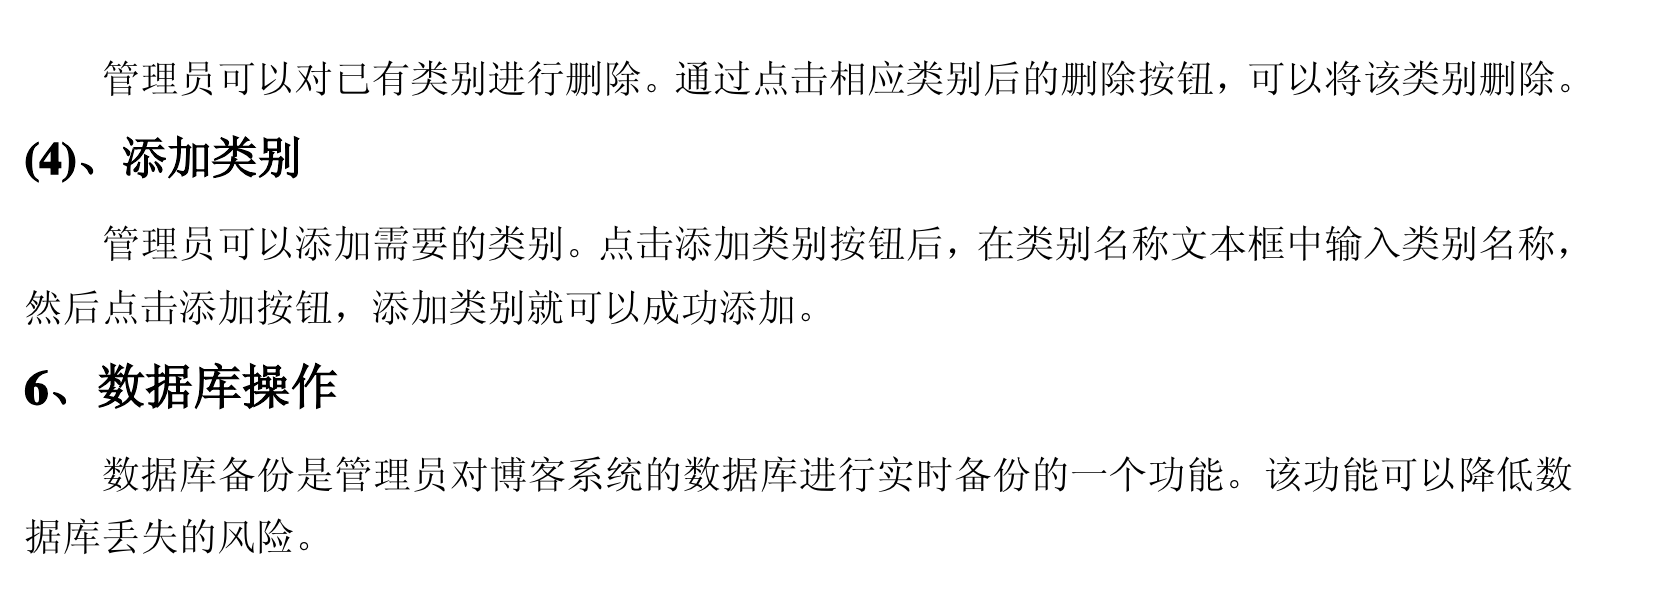 管理员可以对已有类别进行删除。通过点击相应类别后的删除按钮，可以将该类别删除。
(4)、添加类别
管理员可以添加需要的类别。点击添加类别按钮后，在类别名称文本框中输入类别名称，
然后点击添加按钮，添加类别就可以成功添加。
6、数据库操作
数据库备份是管理员对博客系统的数据库进行实时备份的一个功能。该功能可以降低数
据库丢失的风险。